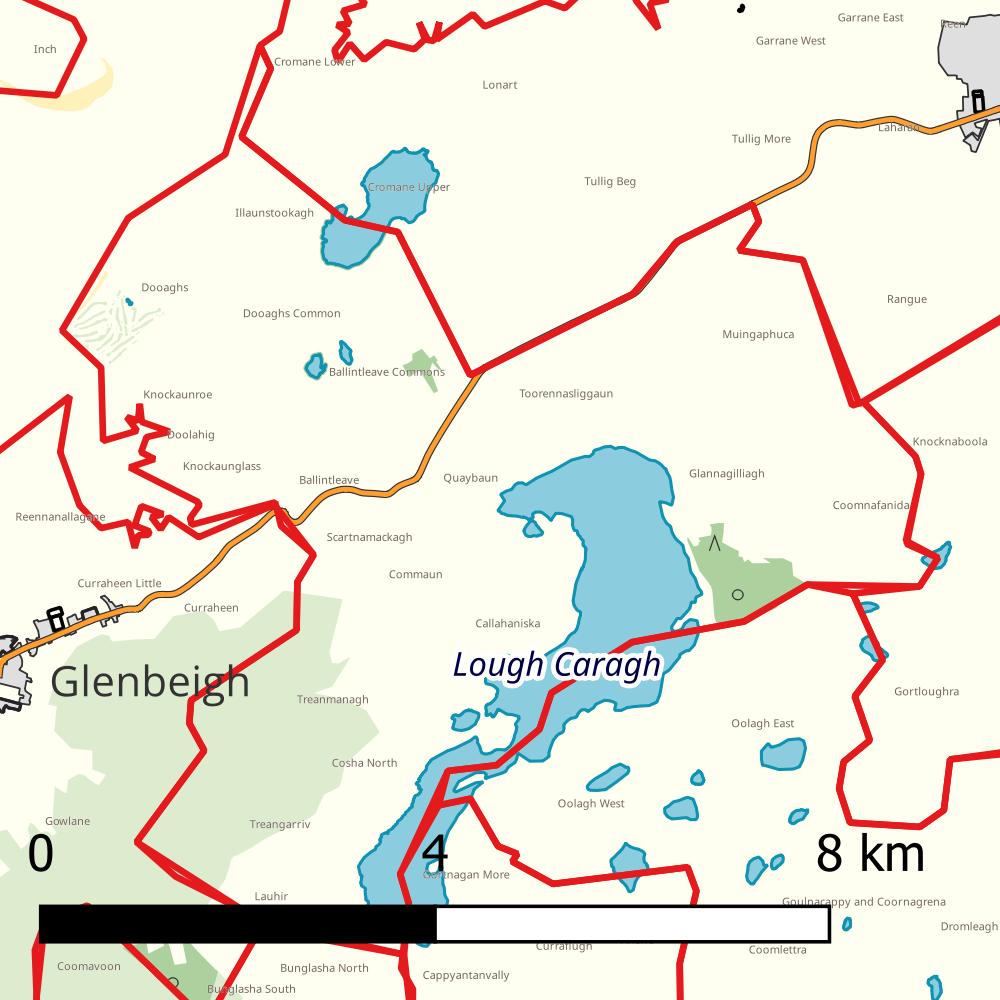 Garrane East
Keen
Garrane West
Inch
Cromane Lower
Lonart
Laharan
Tullig More
Tullig Beg
Cromane Upper
Illaunstookagh
Dooaghs
Rangue
Dooaghs Common
Muingaphuca
Ballintleave Commons
Knockaunroe
Toorennasliggaun
Doolahig
Knocknaboola
Knockaunglass
Ballintleave
Quaybaun
Glannagilliagh
Coomnafanida
Reennanallagane
Scartnamackagh
Commaun
Curraheen Little
Curraheen
Callahaniska
Lough Caragh
Glenbeigh
Treanmanagh
Gortloughra
Oolagh East
Cosha North
Oolagh West
Gowlane
Treangarriv
0 4 8 km
Gortnagan More
Lauhir
Goulnacappy and Coornagrena
Dromleagh
Curraflugh
Coomlettra
Coomavoon
Bunglasha North
Cappyantanvally
Bunglasha South